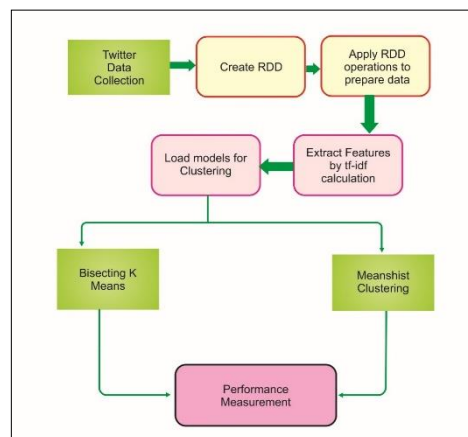 Twitter
Data
Collection
Create RDD
Apply RDD
operations to
prepare data
Load models for
Clustering
Extract Features
by tf-idf
calculation
Bisecting K
Means
Meanshist
Clustering
Performance
Measurement